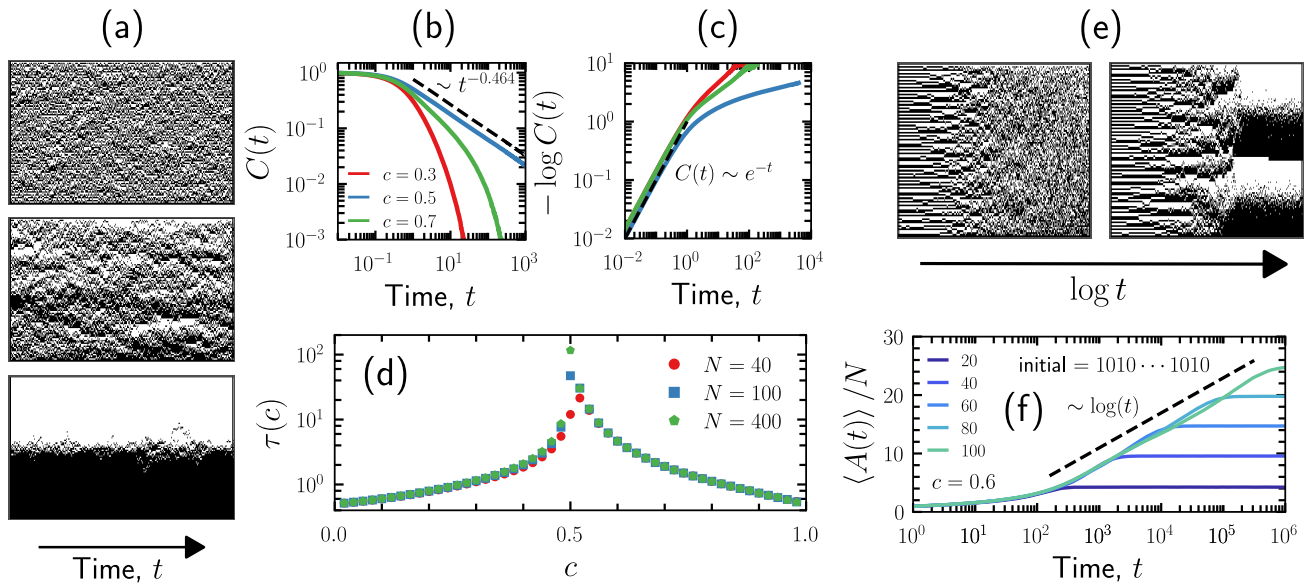 (a)
Time, t
(b)
C(t)
10^0
10^{-1}
10^{-2}
10^{-3}
∼ t^{-0.464}
c = 0.3
c = 0.5
c = 0.7
10^{-1} 10^1 10^3
Time, t
(c)
− log C(t)
10^1
10^0
10^{-1}
10^{-2}
C(t) ∼ e^{-t}
10^{-2} 10^0 10^2 10^4
Time, t
(d)
τ(c)
10^2
10^1
10^0
N = 40
N = 100
N = 400
0.0 0.5 1.0
c
(e)
log t
(f)
⟨A(t)⟩ /N
30
20
10
0
20
40
60
80
100
initial = 1010 ⋯ 1010
∼ log(t)
c = 0.6
10^0 10^1 10^2 10^3 10^4 10^5 10^6
Time, t